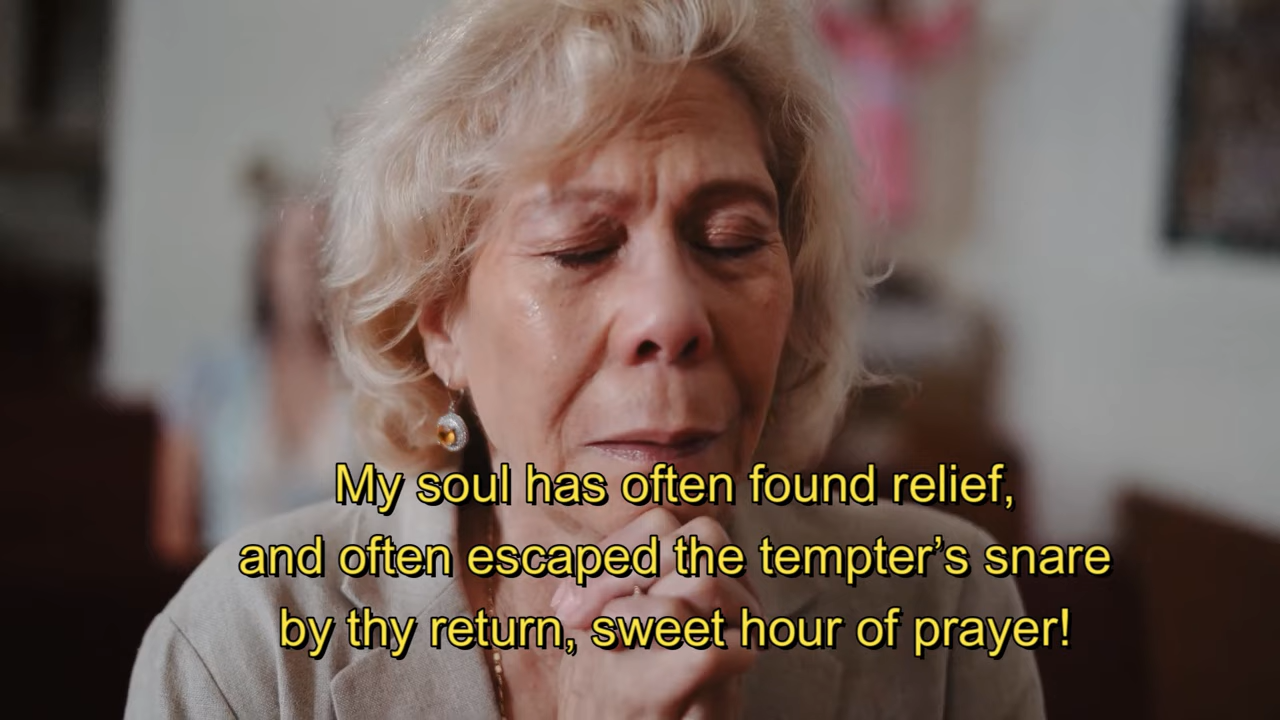 My soul has often found relief,
and often escaped the tempter’s snare
by thy return, sweet hour of prayer!